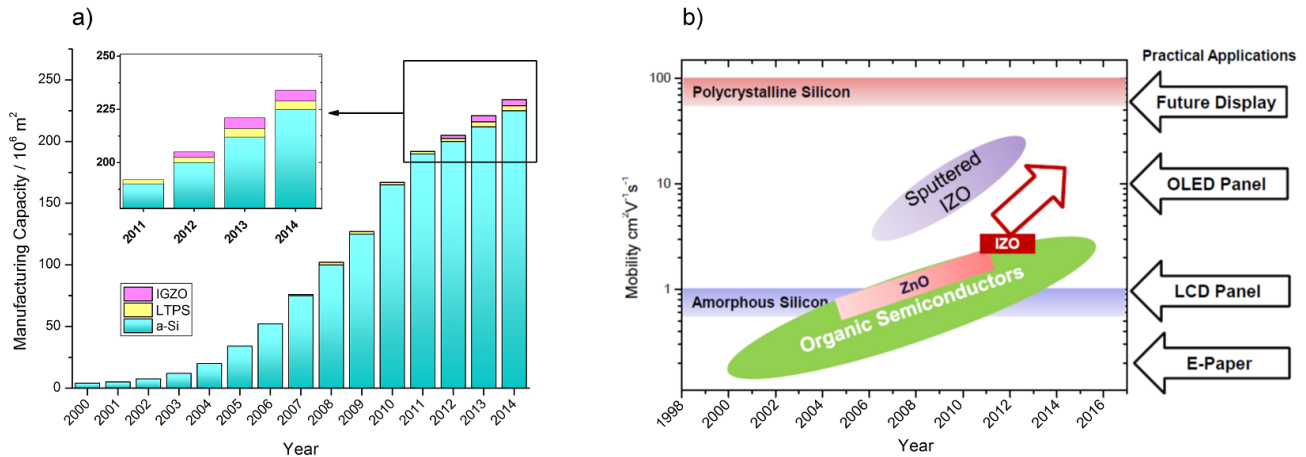 a)
Manufacturing Capacity / 10⁶ m²
250
200
150
100
50
0
250
225
200
2011
2012
2013
2014
IGZO
LTPS
a-Si
2000
2001
2002
2003
2004
2005
2006
2007
2008
2009
2010
2011
2012
2013
2014
Year
b)
Mobility cm²V⁻¹s⁻¹
100
10
1
Polycrystalline Silicon
Sputtered
IZO
IZO
ZnO
Amorphous Silicon
Organic Semiconductors
1998
2000
2002
2004
2006
2008
2010
2012
2014
2016
Year
Practical Applications
Future Display
OLED Panel
LCD Panel
E-Paper